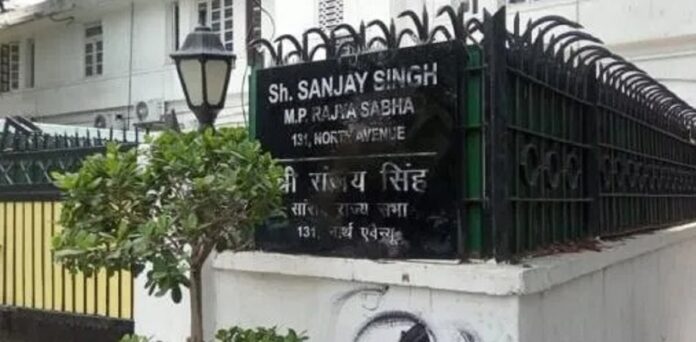 Sh. SANJAY SINGH
M.P. RAJYA SABHA
131, NORTH AVENUE
श्री संजय सिंह
सांसद राज्य सभा
131, नार्थ एवेन्यू